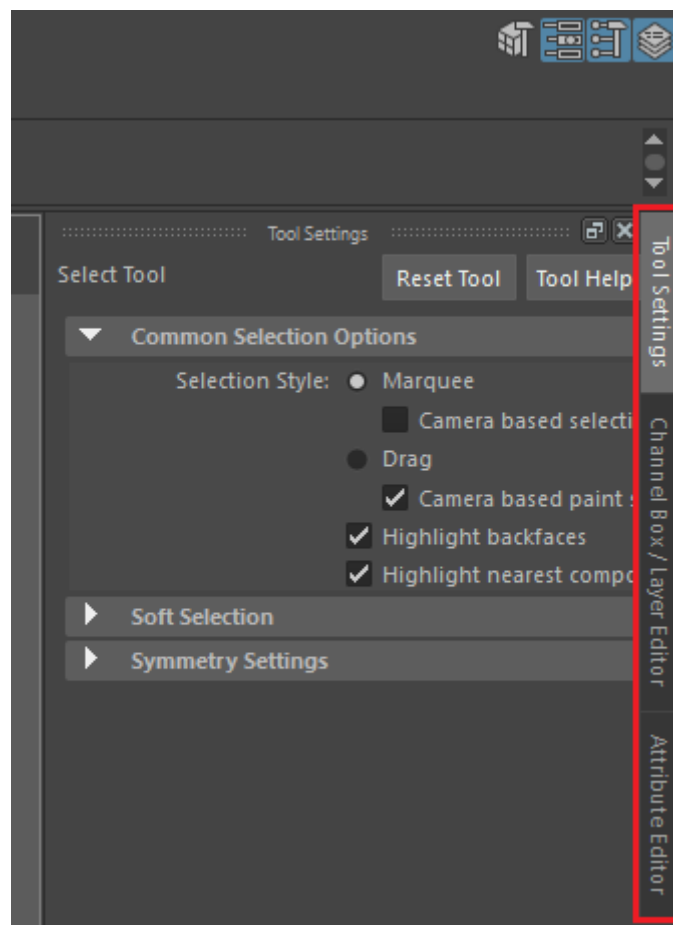 Tool Settings
Select Tool
Reset Tool
Tool Help
Common Selection Options
Selection Style:
Marquee
Camera based selecti
Drag
Camera based paint s
Highlight backfaces
Highlight nearest compo
Soft Selection
Symmetry Settings
Tool Settings
Channel Box / Layer Editor
Attribute Editor